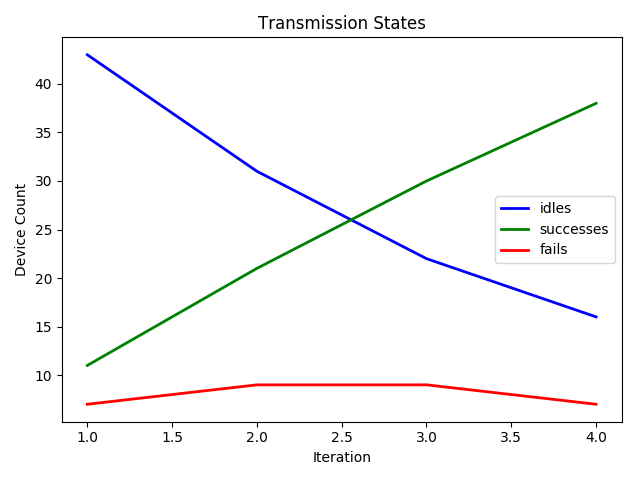 Transmission States
Device Count
40
35
30
25
20
15
10
idles
successes
fails
1.0 1.5 2.0 2.5 3.0 3.5 4.0
Iteration